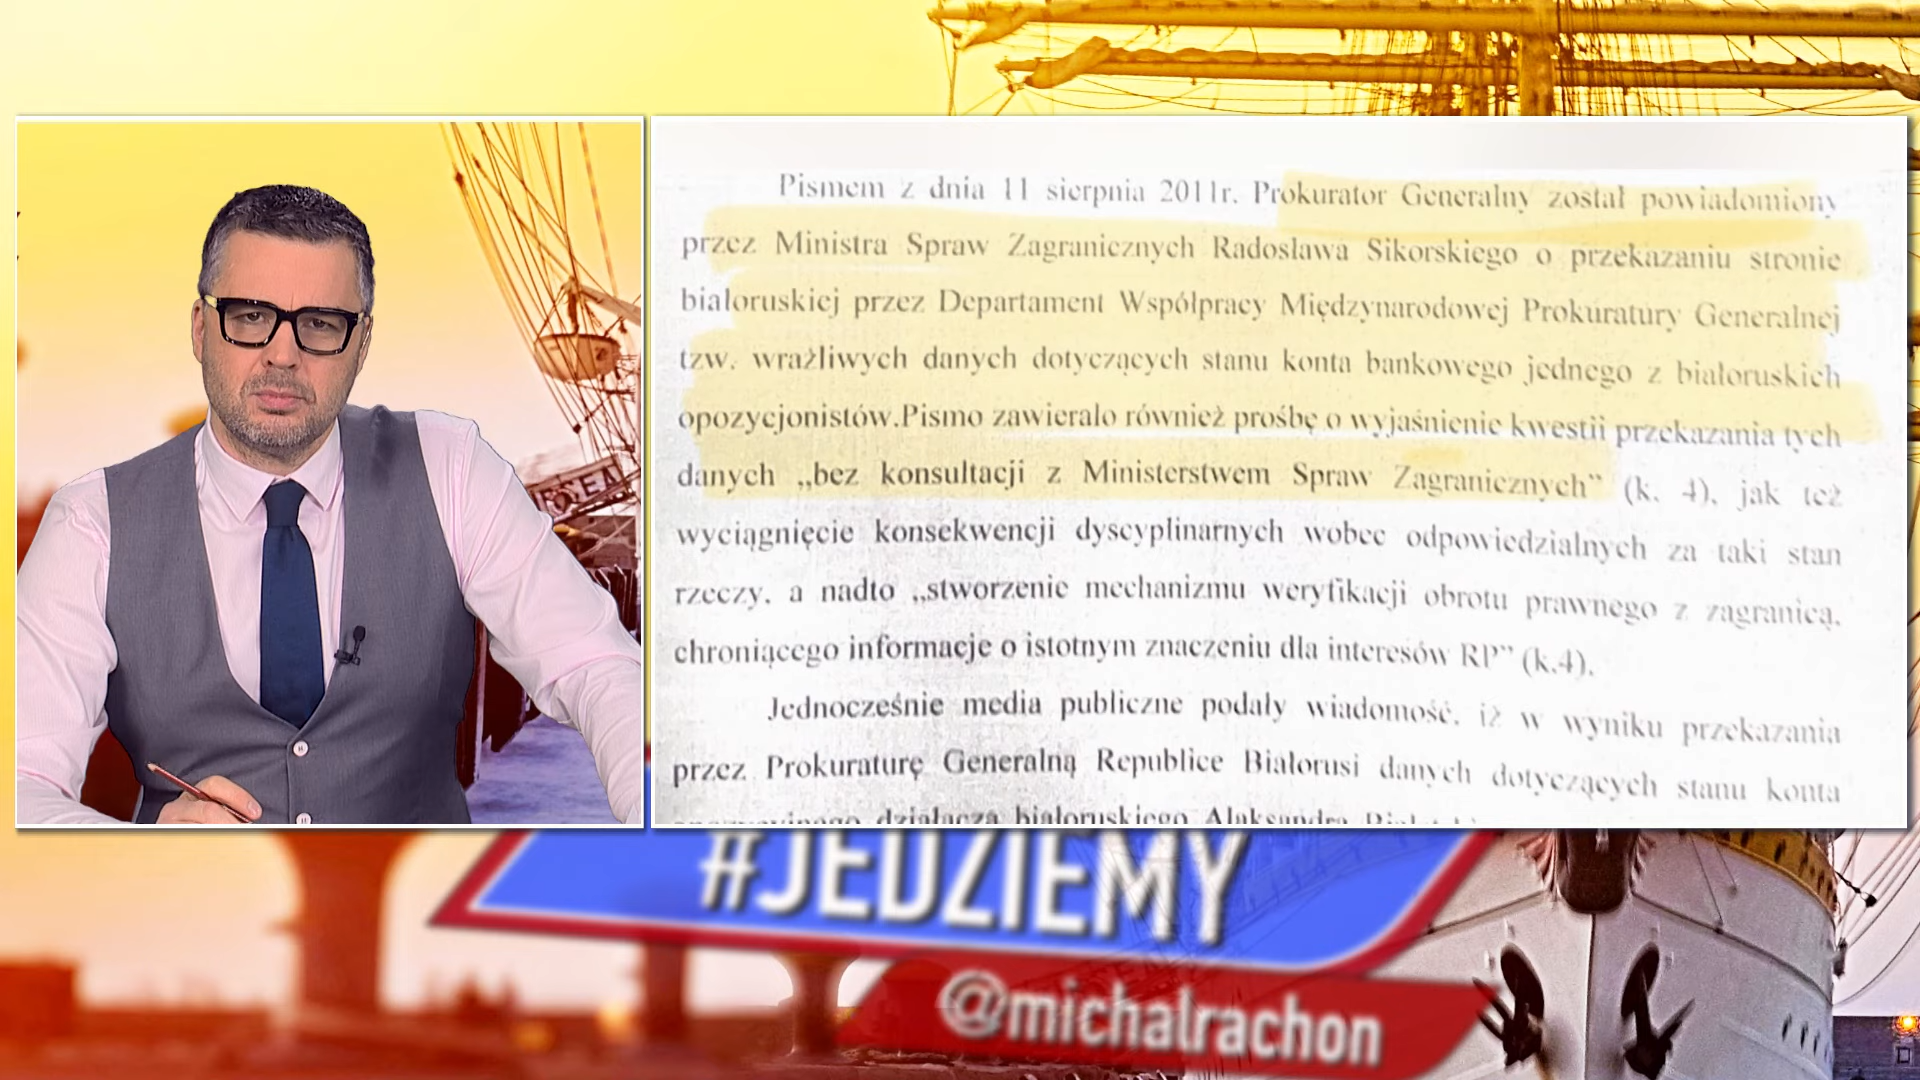 Pismem z dnia 11 sierpnia 2011r. Prokurator Generalny został powiadomiony
przez Ministra Spraw Zagranicznych Radosława Sikorskiego o przekazaniu stronie
białoruskiej przez Departament Współpracy Międzynarodowej Prokuratury Generalnej
tzw. wrażliwych danych dotyczących stanu konta bankowego jednego z białoruskich
opozycjonistów.Pismo zawierało również prośbę o wyjaśnienie kwestii przekazania tych
danych „bez konsultacji z Ministerstwem Spraw Zagranicznych” (k. 4), jak też
wyciągnięcie konsekwencji dyscyplinarnych wobec odpowiedzialnych za taki stan
rzeczy, a nadto „stworzenie mechanizmu weryfikacji obrotu prawnego z zagranicą,
chroniącego informacje o istotnym znaczeniu dla interesów RP” (k.4).
Jednocześnie media publiczne podały wiadomość, iż w wyniku przekazania
przez Prokuraturę Generalną Republice Białorusi danych dotyczących stanu konta
działacza białoruskiego
#JEDZIEMY
@michalrachon